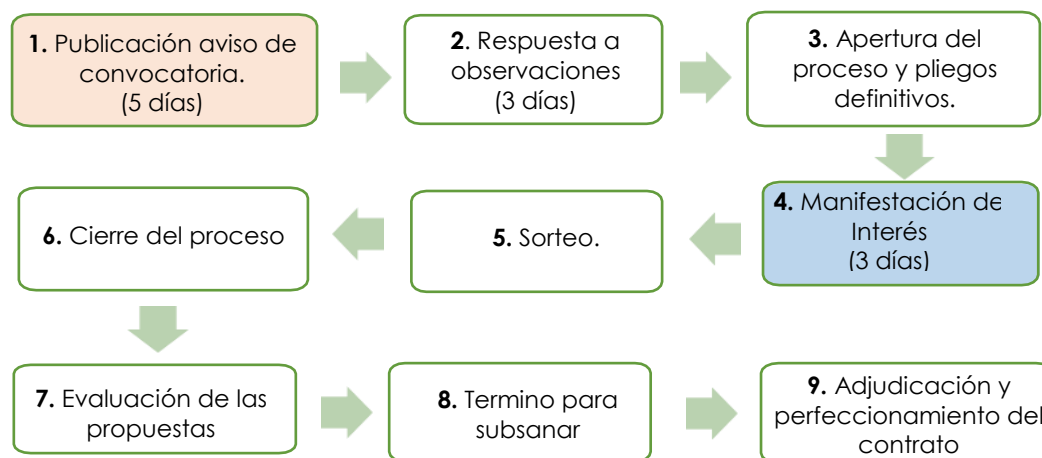 1. Publicación aviso de
convocatoria.
(5 días)
2. Respuesta a
observaciones
(3 días)
3. Apertura del
proceso y pliegos
definitivos.
4. Manifestación de
Interés
(3 días)
5. Sorteo.
6. Cierre del proceso
7. Evaluación de las
propuestas
8. Termino para
subsanar
9. Adjudicación y
perfeccionamiento del
contrato